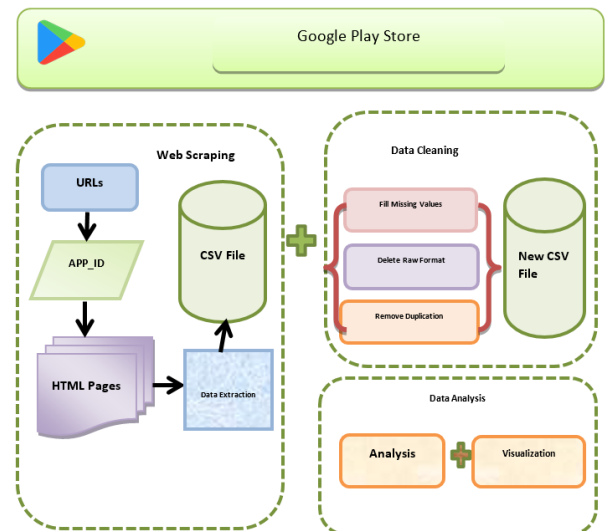 Google Play Store
Web Scraping
URLs
APP_ID
HTML Pages
Data Extraction
CSV File
Data Cleaning
Fill Missing Values
Delete Raw Format
Remove Duplication
New CSV
File
Data Analysis
Analysis
Visualization